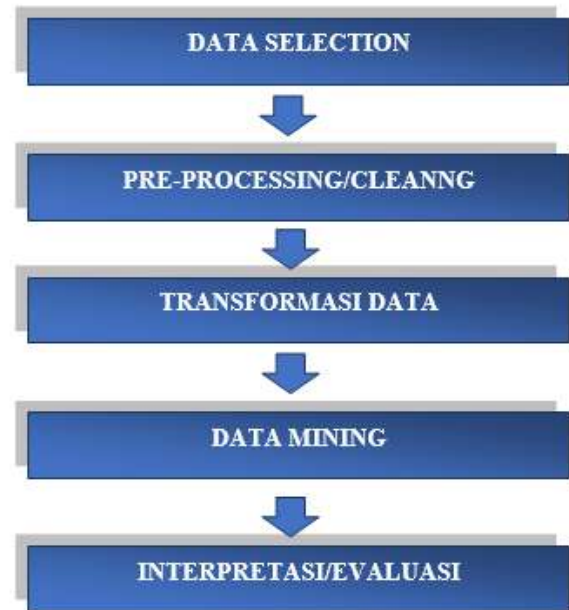 DATA SELECTION
PRE-PROCESSING/CLEANNG
TRANSFORMASI DATA
DATA MINING
INTERPRETASI/EVALUASI